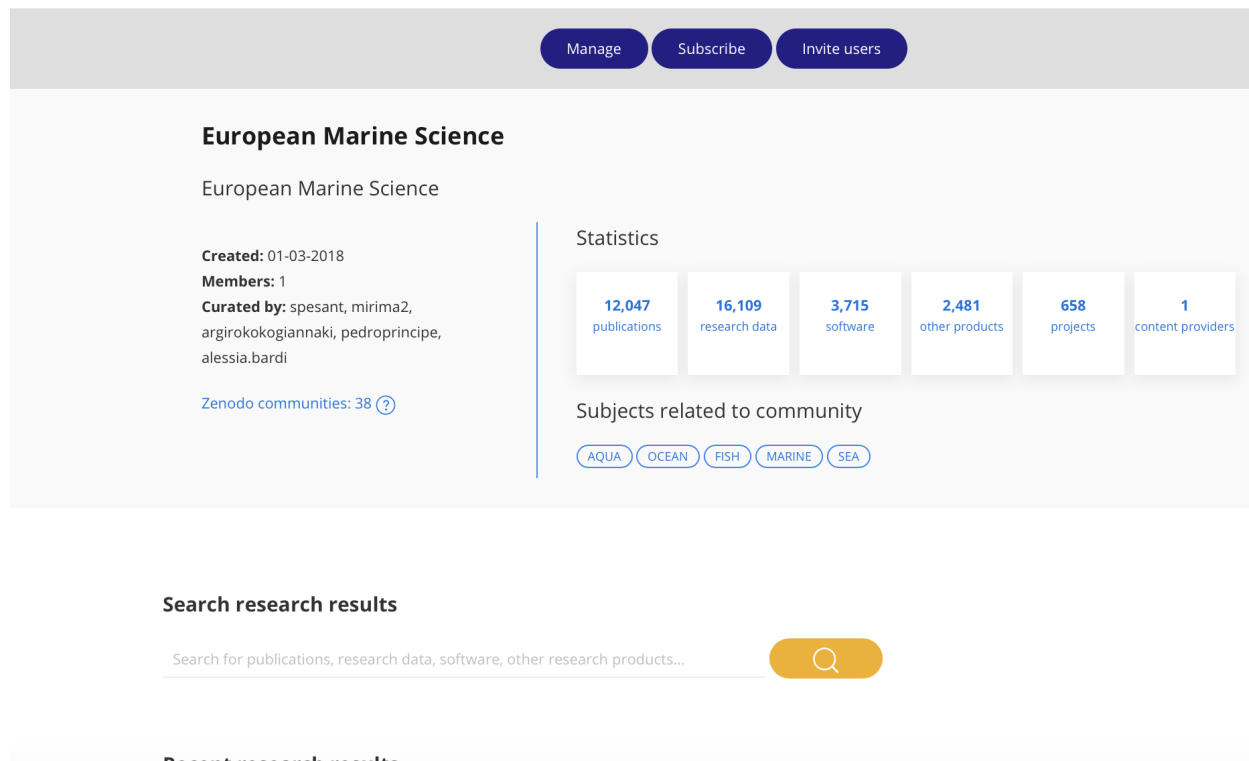 Manage Subscribe Invite users
European Marine Science
European Marine Science
Created: 01-03-2018
Members: 1
Curated by: spesant, mirima2,
argirokokogiannaki, pedroprincipe,
alessia.bardi
Zenodo communities: 38 ?
Statistics
12,047 16,109 3,715 2,481 658 1
publications research data software other products projects content providers
Subjects related to community
AQUA OCEAN FISH MARINE SEA
Search research results
Search for publications, research data, software, other research products...
Recent research results